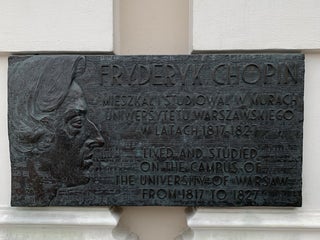 FRYDERYK CHOPIN
MIESZKAŁ I STUDIOWAŁ W MURACH
UNIWERSYTETU WARSZAWSKIEGO
W LATACH 1817-1827
LIVED AND STUDIED
ON THE CAMPUS OF
THE UNIVERSITY OF WARSAW
FROM 1817 TO 1827